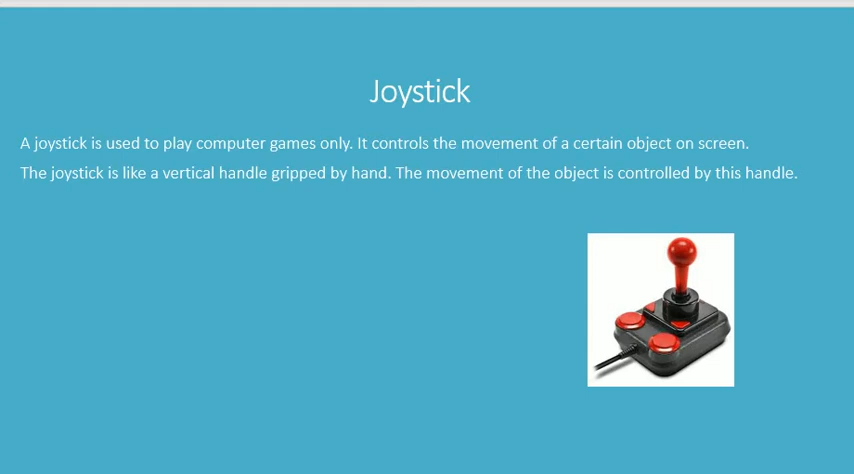 Joystick
A joystick is used to play computer games only. It controls the movement of a certain object on screen.
The joystick is like a vertical handle gripped by hand. The movement of the object is controlled by this handle.